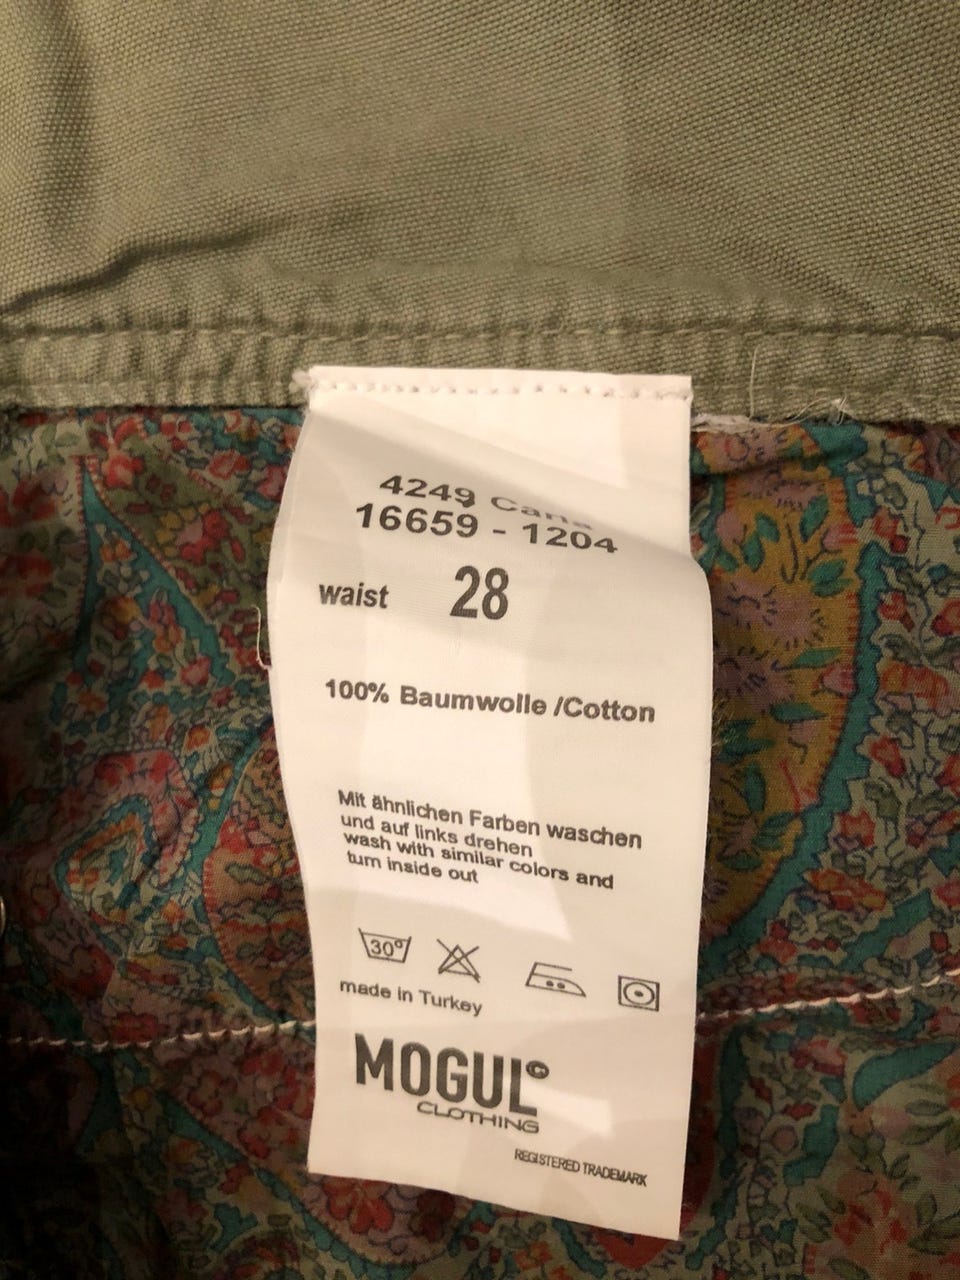 4249
16659 - 1204
waist 28
100% Baumwolle /Cotton
Mit ähnlichen Farben waschen
und auf links drehen
wash with similar colors and
turn inside out
30°
made in Turkey
MOGUL©
CLOTHING
REGISTERED TRADEMARK